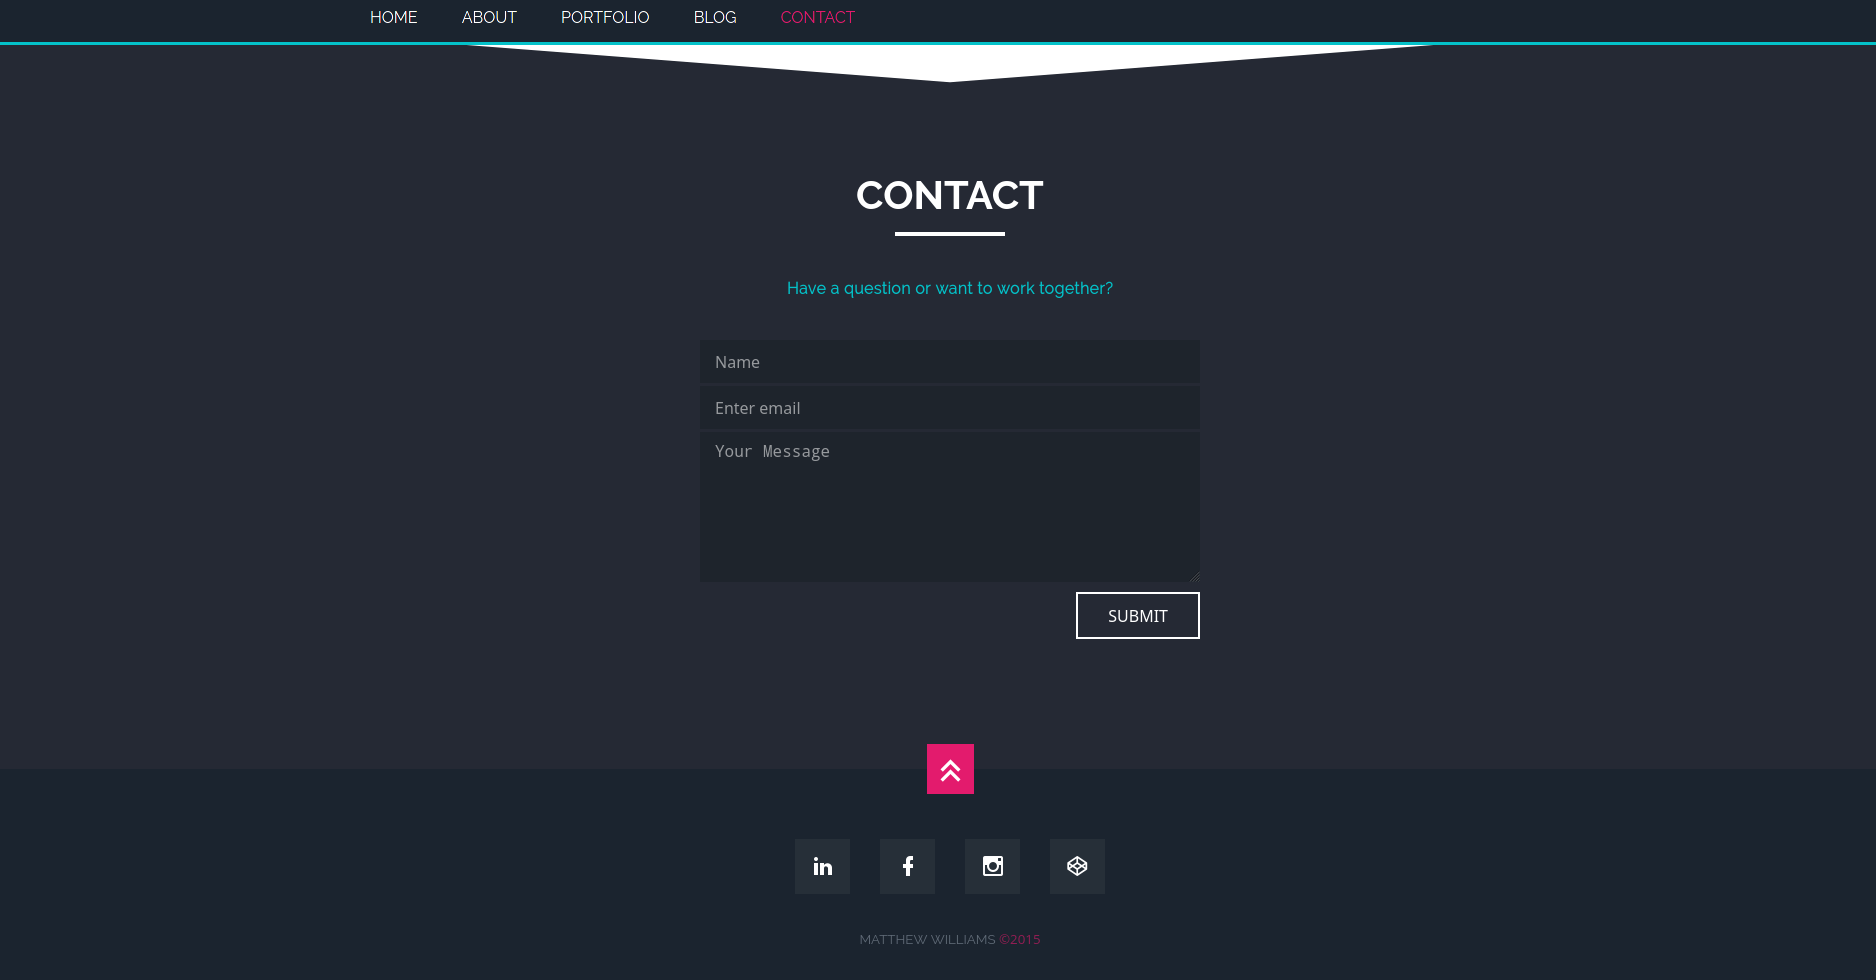 HOME ABOUT PORTFOLIO BLOG CONTACT
CONTACT
Have a question or want to work together?
Name
Enter email
Your Message
SUBMIT
in f
MATTHEW WILLIAMS ©2015